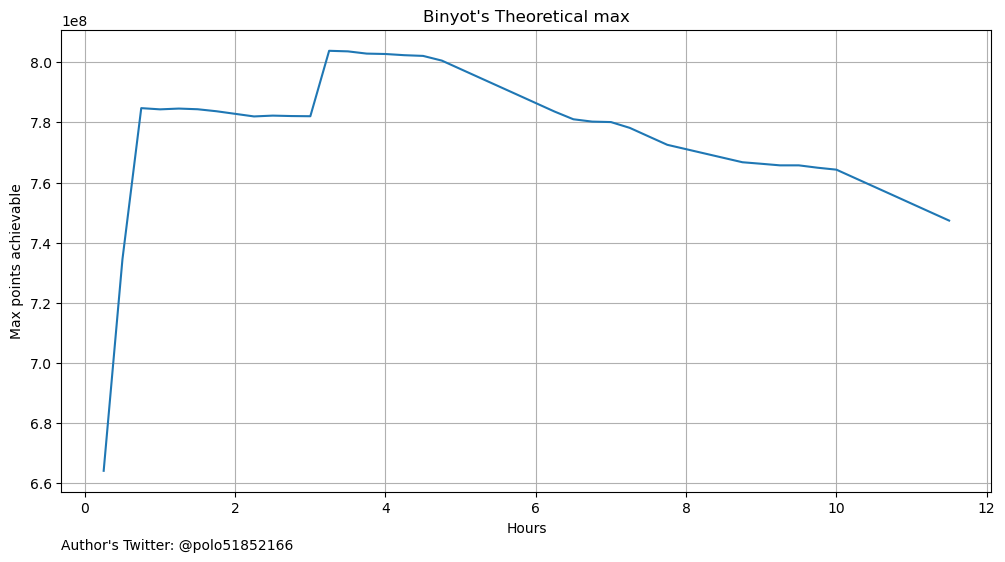 Binyot's Theoretical max
1e8
8.0
7.8
7.6
7.4
7.2
7.0
6.8
6.6
Max points achievable
0 2 4 6 8 10 12
Hours
Author's Twitter: @polo51852166